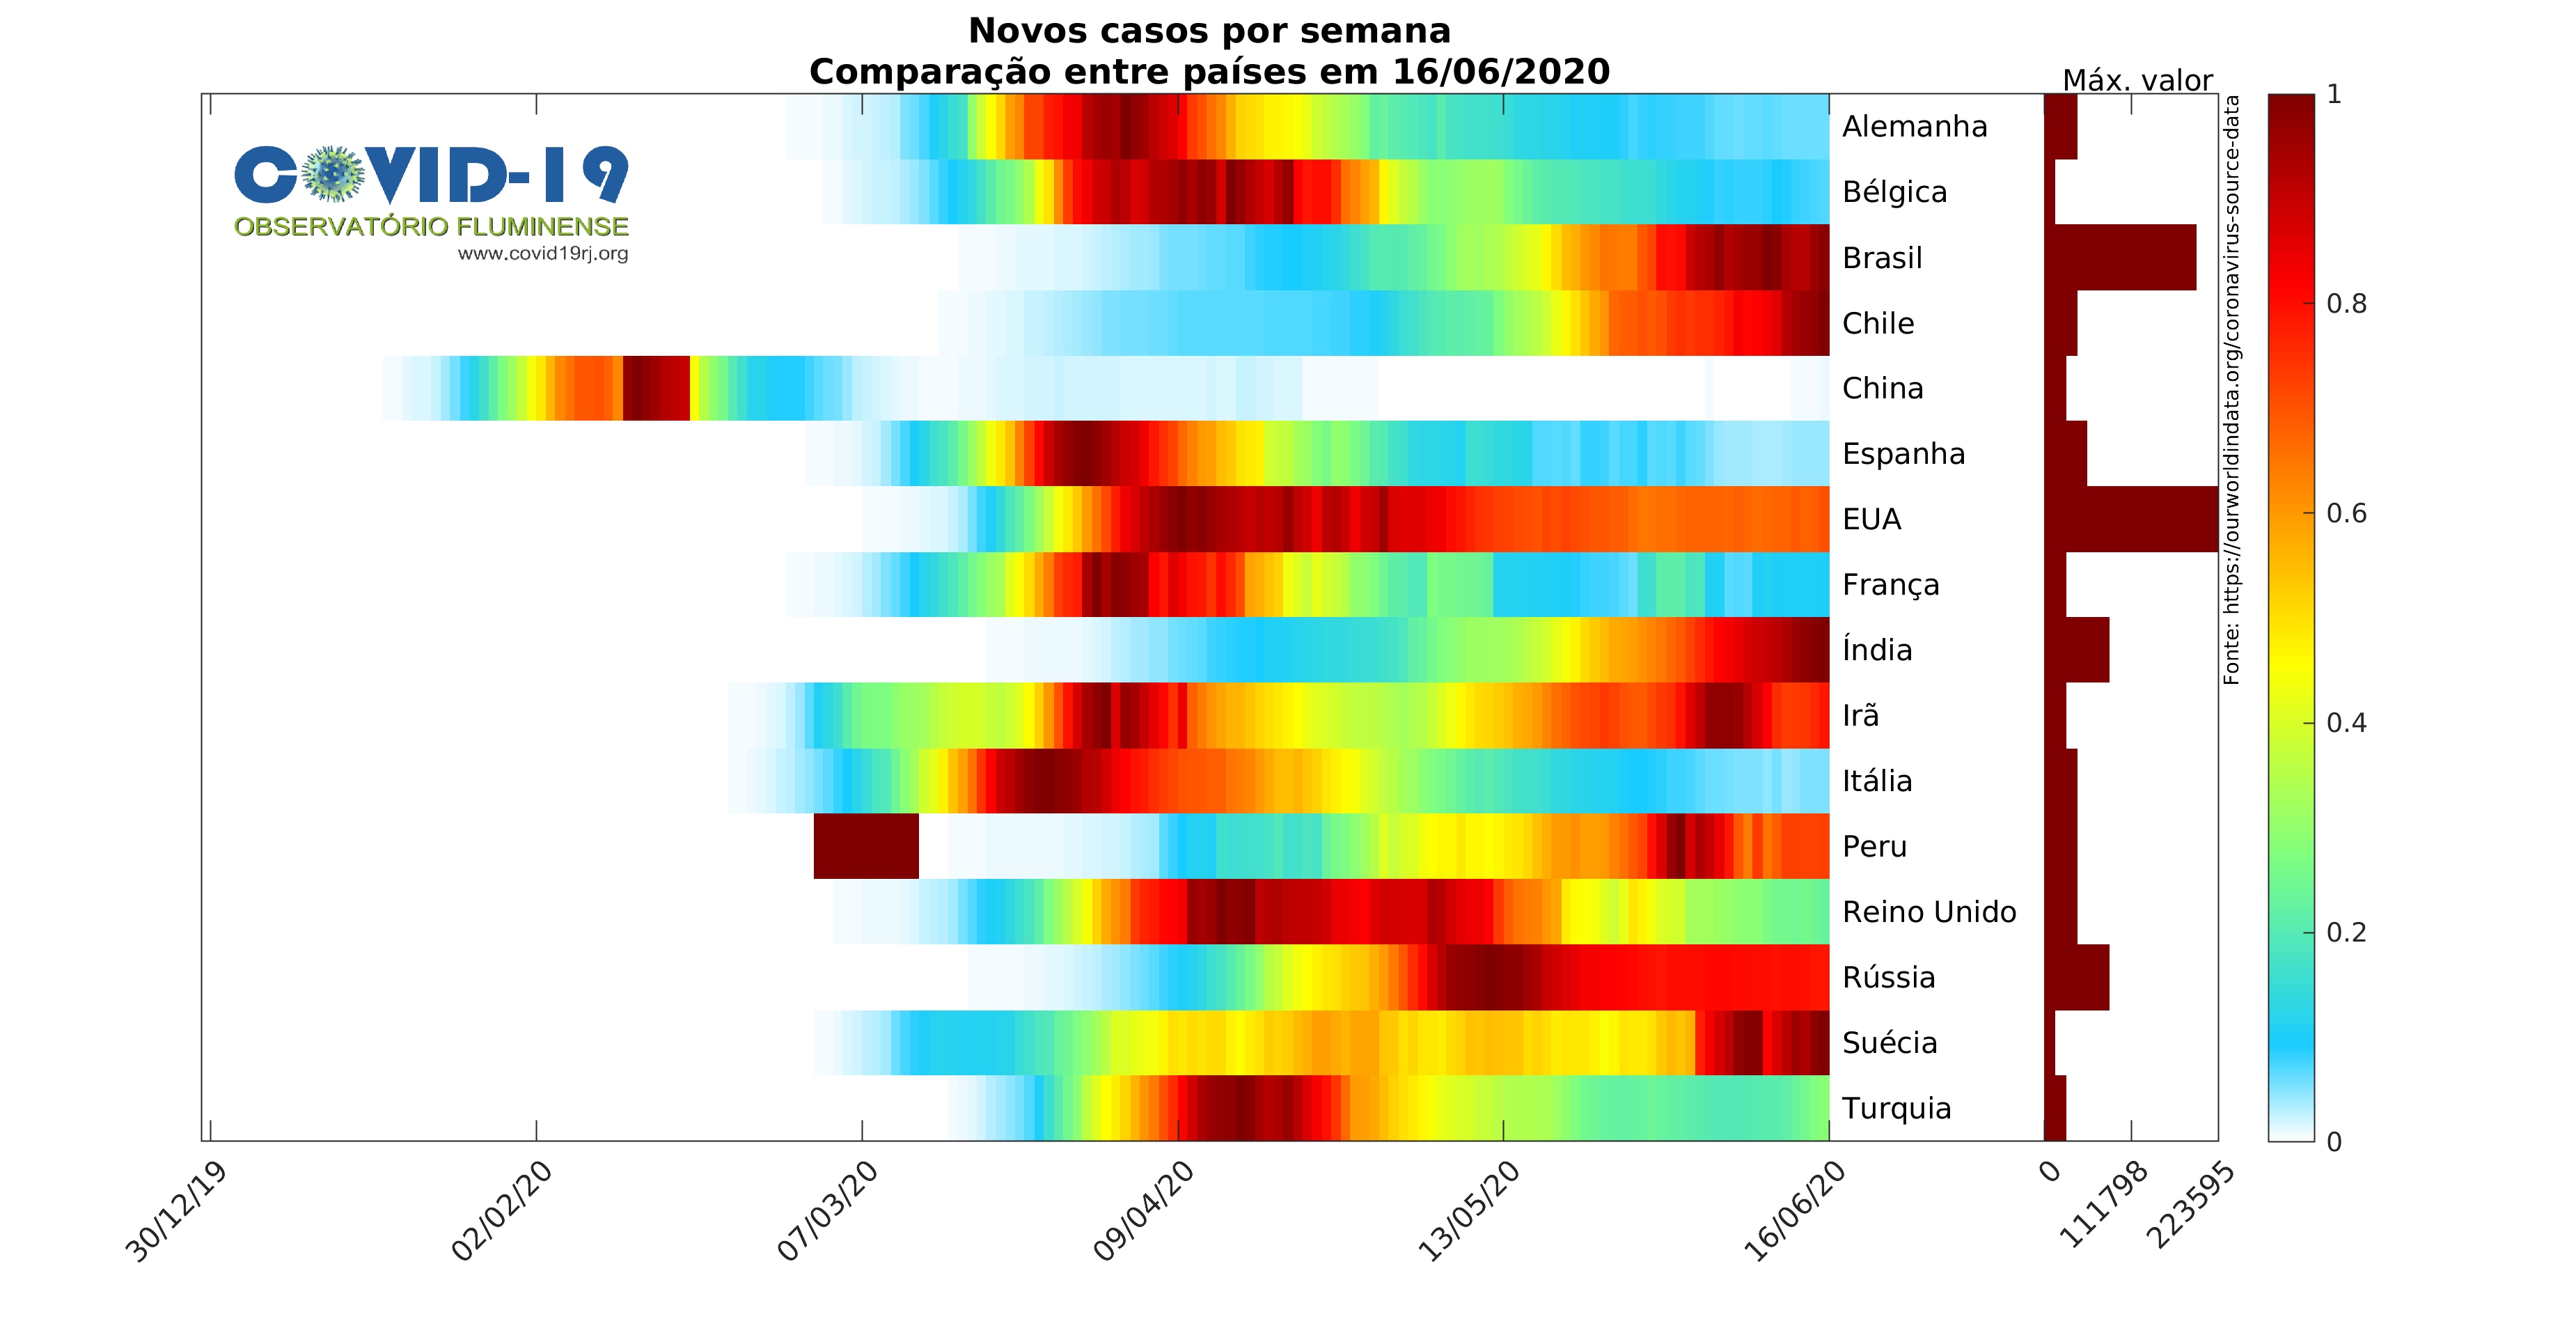 Novos casos por semana
Comparação entre países em 16/06/2020
Máx. valor
COVID-19
OBSERVATÓRIO FLUMINENSE
www.covid19rj.org
Alemanha
Bélgica
Brasil
Chile
China
Espanha
EUA
França
Índia
Irã
Itália
Peru
Reino Unido
Rússia
Suécia
Turquia
Fonte: https://ourworldindata.org/coronavirus-source-data
1
0.8
0.6
0.4
0.2
0
30/12/19
02/02/20
07/03/20
09/04/20
13/05/20
16/06/20
0
111798
223595